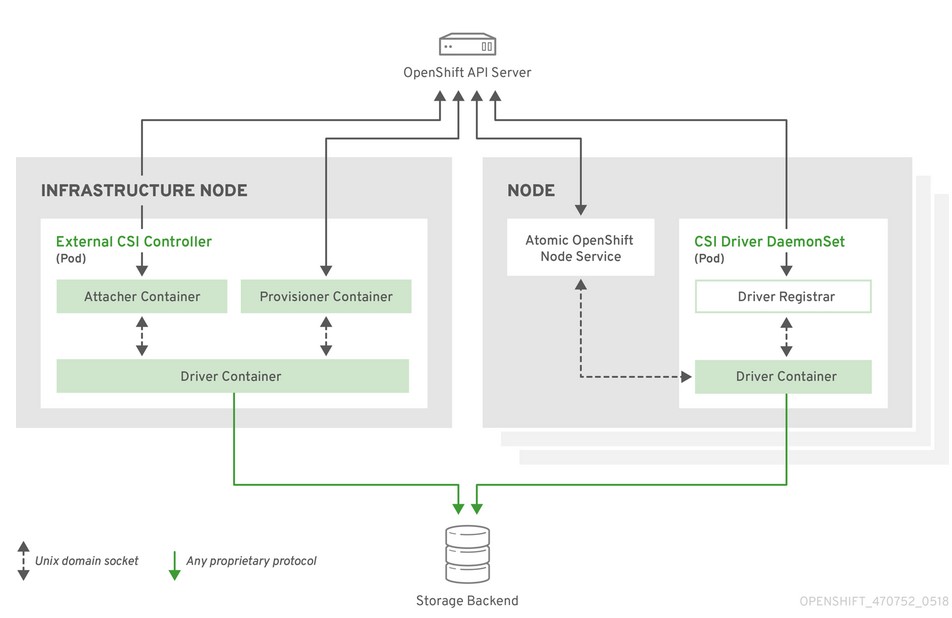 OpenShift API Server
INFRASTRUCTURE NODE
External CSI Controller
(Pod)
Attacher Container
Provisioner Container
Driver Container
NODE
Atomic OpenShift
Node Service
CSI Driver DaemonSet
(Pod)
Driver Registrar
Driver Container
Unix domain socket
Any proprietary protocol
Storage Backend
OPENSHIFT_470752_0518